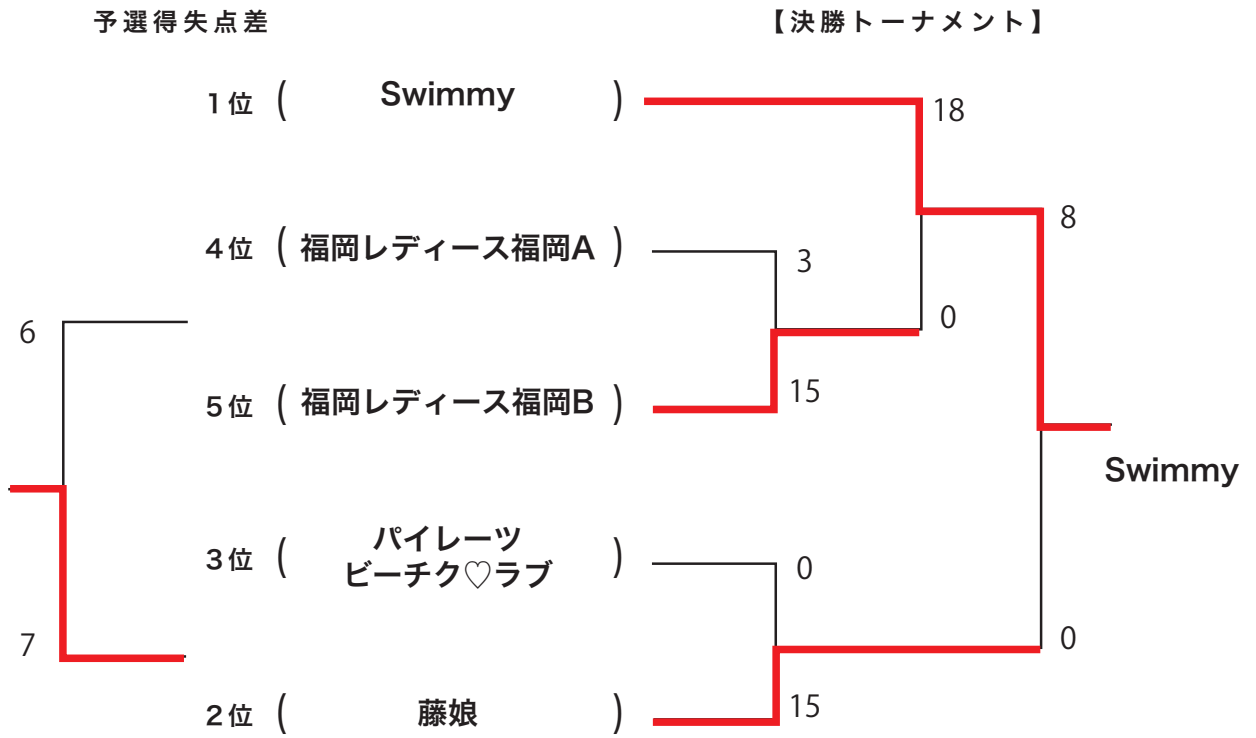 予選得失点差
【決勝トーナメント】
1位 ( Swimmy )
18
8
4位 ( 福岡レディース福岡A )
3
0
6
5位 ( 福岡レディース福岡B )
15
Swimmy
3位 ( パイレーツ
ビーチク♡ラブ )
0
7
0
2位 ( 藤娘 )
15